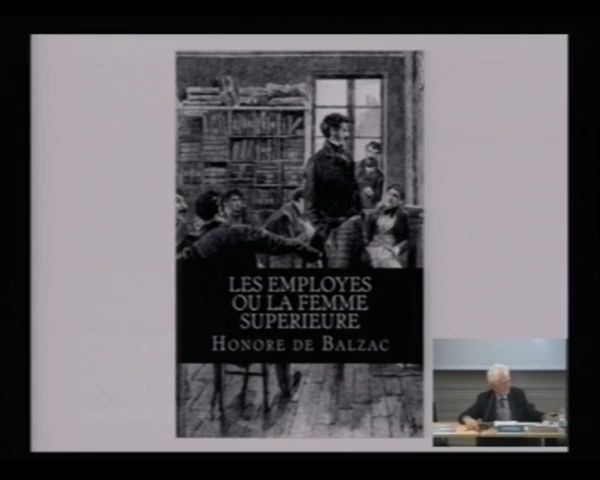 LES EMPLOYES
OU LA FEMME
SUPERIEURE
HONORE DE BALZAC